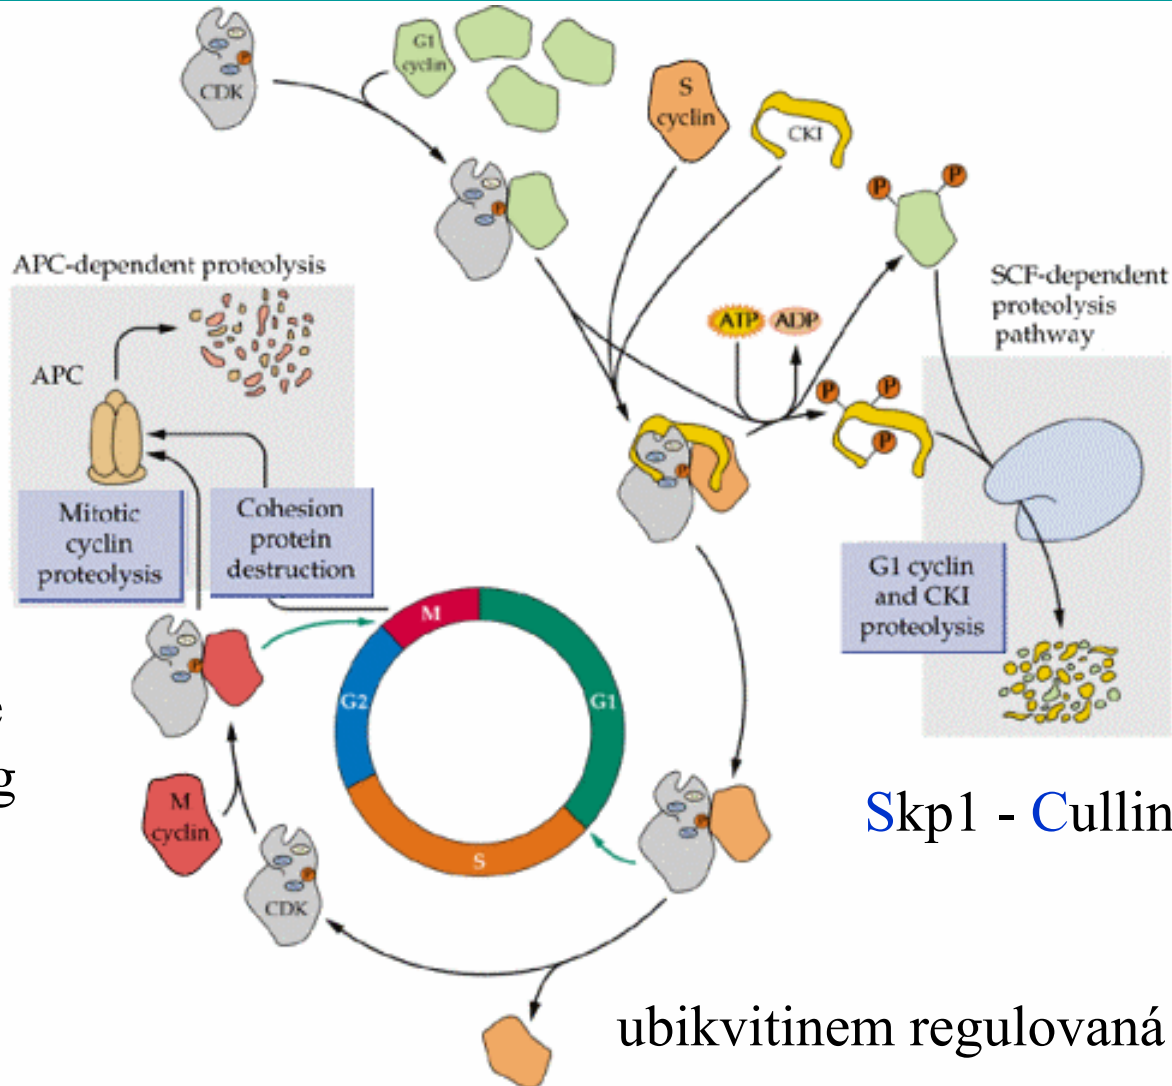 CDK
G1
cyclin
S
cyclin
CKI
P
P
P
APC-dependent proteolysis
SCF-dependent
proteolysis
pathway
ATP
ADP
APC
P
P
P
P
Mitotic
cyclin
proteolysis
Cohesion
protein
destruction
G1 cyclin
and CKI
proteolysis
M
G2
G1
S
P
g
M
cyclin
CDK
Skp1 - Cullin
ubikvitinem regulovaná